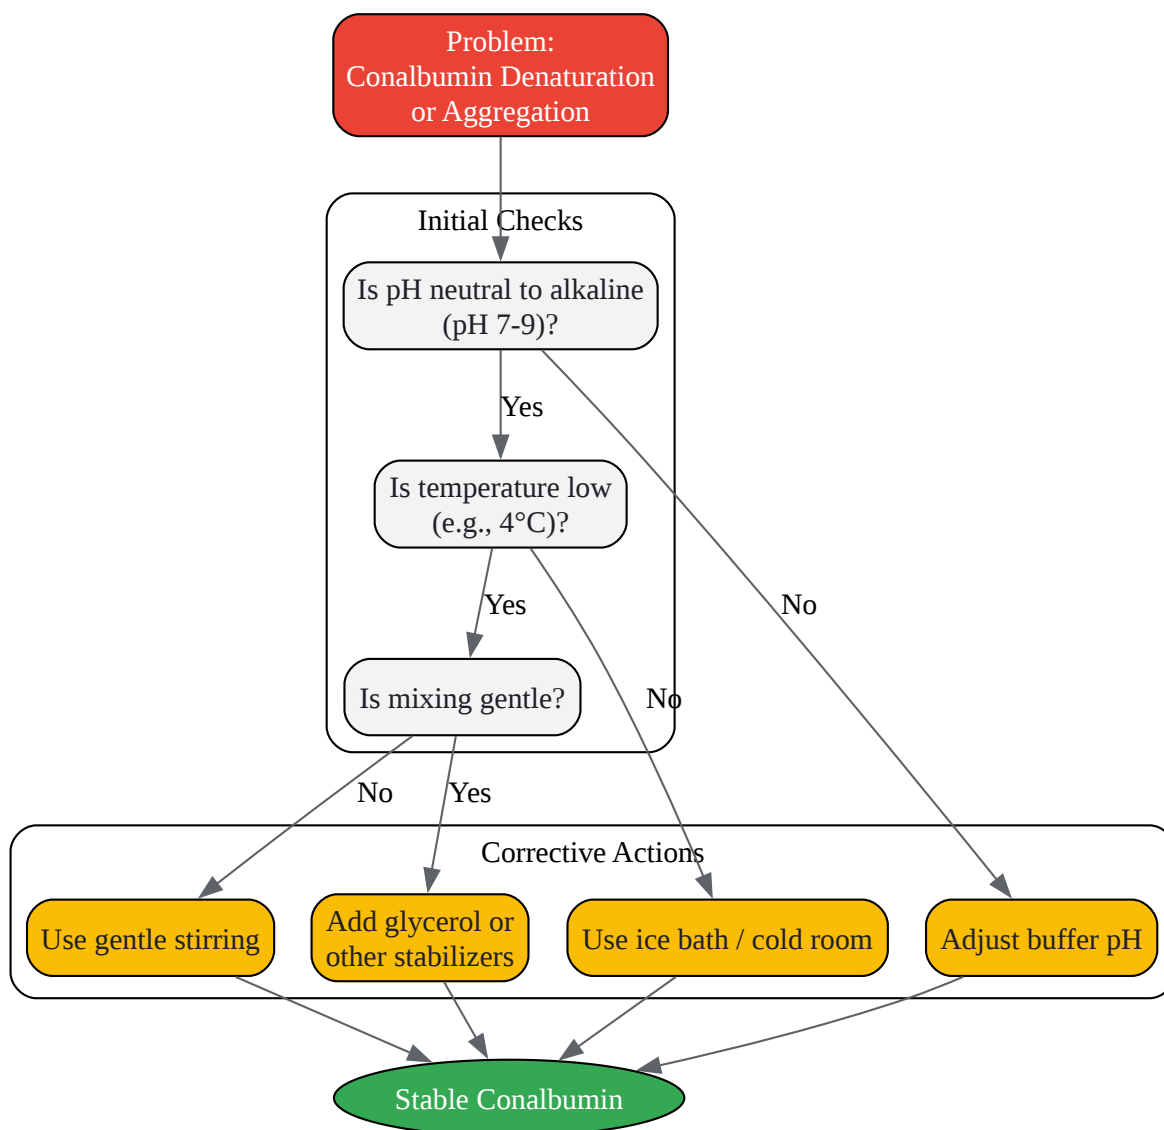 Problem:
Conalbumin Denaturation
or Aggregation
Initial Checks
Is pH neutral to alkaline
(pH 7-9)?
Yes
Is temperature low
(e.g., 4°C)?
Yes
No
Is mixing gentle?
No
No
Yes
Corrective Actions
Use gentle stirring
Add glycerol or
other stabilizers
Use ice bath / cold room
Adjust buffer pH
Stable Conalbumin